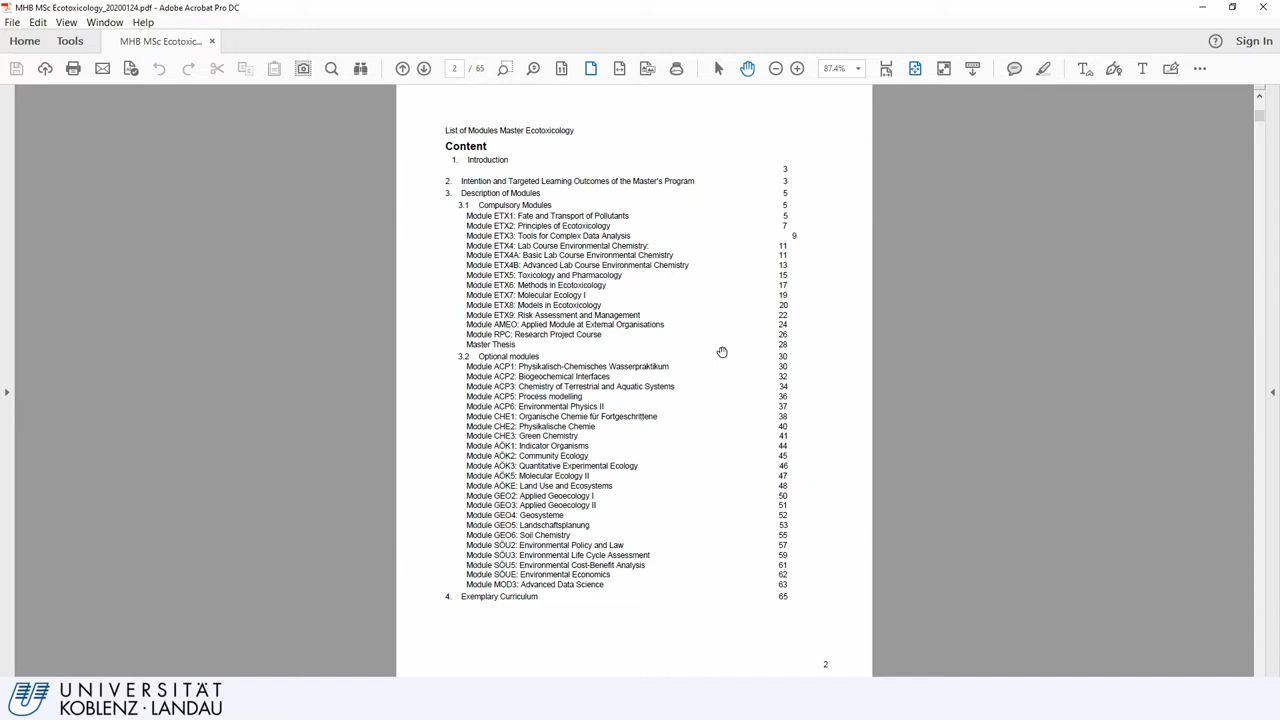 MHB MSc Ecotoxicology_20200124.pdf - Adobe Acrobat Pro DC
File Edit View Window Help
Home Tools MHB MSc Ecotoxic... × Sign In
2 / 65 87.4%
List of Modules Master Ecotoxicology
Content
1. Introduction
3
2. Intention and Targeted Learning Outcomes of the Master's Program 3
3. Description of Modules 5
3.1 Compulsory Modules 5
Module ETX1: Fate and Transport of Pollutants 5
Module ETX2: Principles of Ecotoxicology 7
Module ETX3: Tools for Complex Data Analysis 9
Module ETX4: Lab Course Environmental Chemistry: 11
Module ETX4A: Basic Lab Course Environmental Chemistry 11
Module ETX4B: Advanced Lab Course Environmental Chemistry 13
Module ETX5: Toxicology and Pharmacology 15
Module ETX6: Methods in Ecotoxicology 17
Module ETX7: Molecular Ecology I 19
Module ETX8: Models in Ecotoxicology 20
Module ETX9: Risk Assessment and Management 22
Module AMEO: Applied Module at External Organisations 24
Module RPC: Research Project Course 26
Master Thesis 28
3.2 Optional modules 30
Module ACP1: Physikalisch-Chemisches Wasserpraktikum 30
Module ACP2: Biogeochemical Interfaces 32
Module ACP3: Chemistry of Terrestrial and Aquatic Systems 34
Module ACP5: Process modelling 36
Module ACP6: Environmental Physics II 37
Module CHE1: Organische Chemie für Fortgeschrittene 38
Module CHE2: Physikalische Chemie 40
Module CHE3: Green Chemistry 41
Module AÖK1: Indicator Organisms 44
Module AÖK2: Community Ecology 45
Module AÖK3: Quantitative Experimental Ecology 46
Module AÖK5: Molecular Ecology II 47
Module AÖKE: Land Use and Ecosystems 48
Module GEO2: Applied Geoecology I 50
Module GEO3: Applied Geoecology II 51
Module GEO4: Geosysteme 52
Module GEO5: Landschaftsplanung 53
Module GEO6: Soil Chemistry 55
Module SÖU2: Environmental Policy and Law 57
Module SÖU3: Environmental Life Cycle Assessment 59
Module SÖU5: Environmental Cost-Benefit Analysis 61
Module SÖUE: Environmental Economics 62
Module MOD3: Advanced Data Science 63
4. Exemplary Curriculum 65
2
UNIVERSITÄT
KOBLENZ · LANDAU